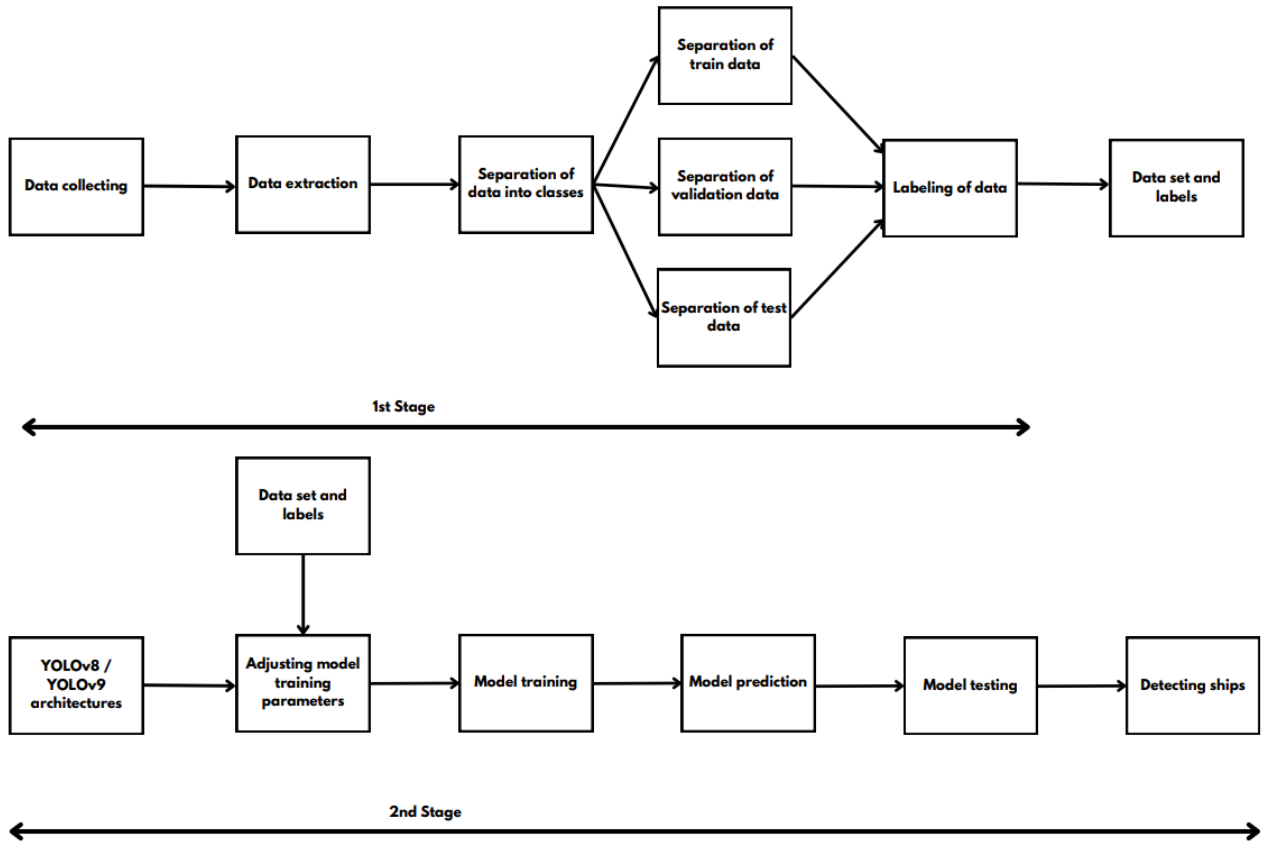 Separation of
train data
Data collecting
Data extraction
Separation of
data into classes
Separation of
validation data
Labeling of data
Data set and
labels
Separation of test
data
1st Stage
Data set and
labels
YOLOv8 /
YOLOv9
architectures
Adjusting model
training
parameters
Model training
Model prediction
Model testing
Detecting ships
2nd Stage